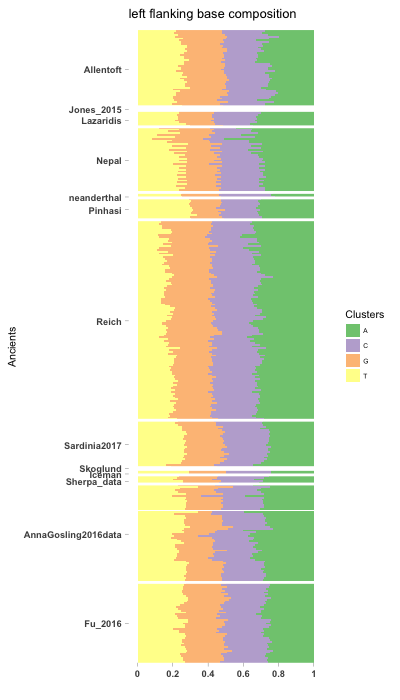 left flanking base composition
Allentoft
Jones_2015
Lazaridis
Nepal
neanderthal
Pinhasi
Reich
Sardinia2017
Skoglund
Iceman
Sherpa_data
AnnaGosling2016data
Fu_2016
Ancients
Clusters
A
C
G
T
0 0.2 0.4 0.6 0.8 1